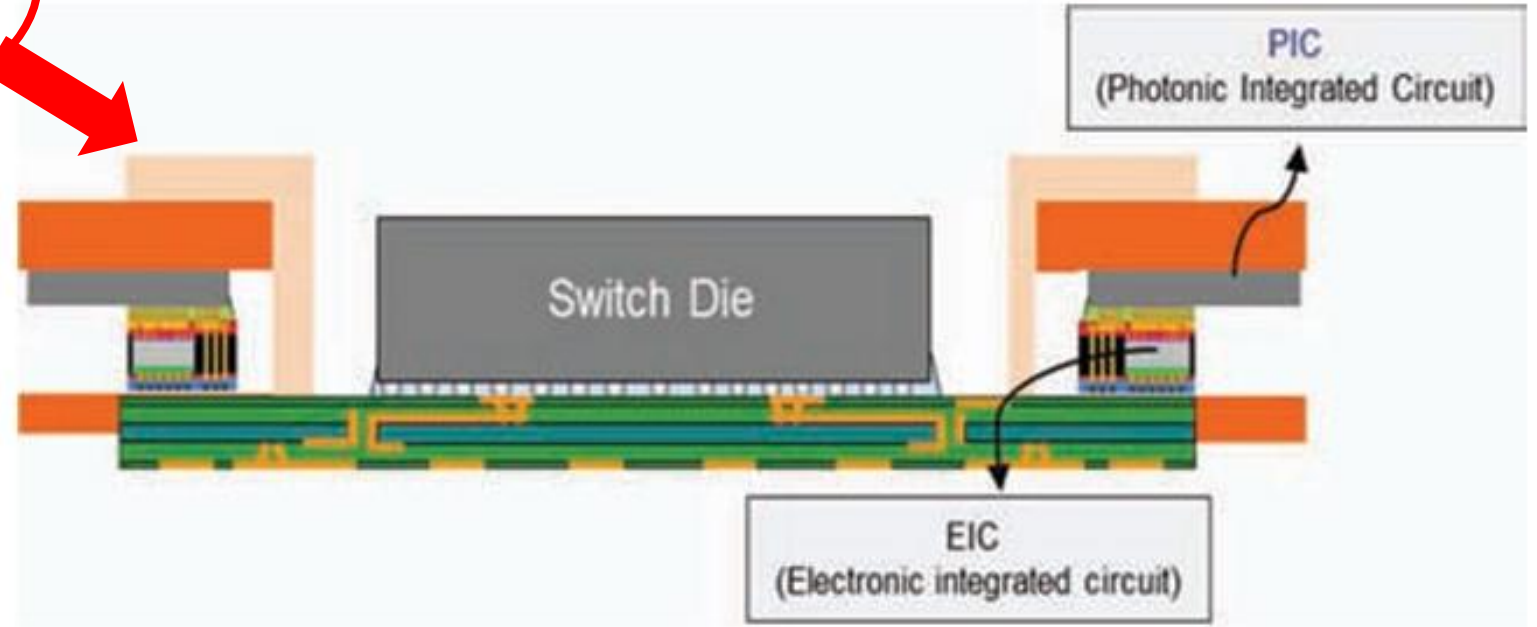 PIC
(Photonic Integrated Circuit)
Switch Die
EIC
(Electronic integrated circuit)